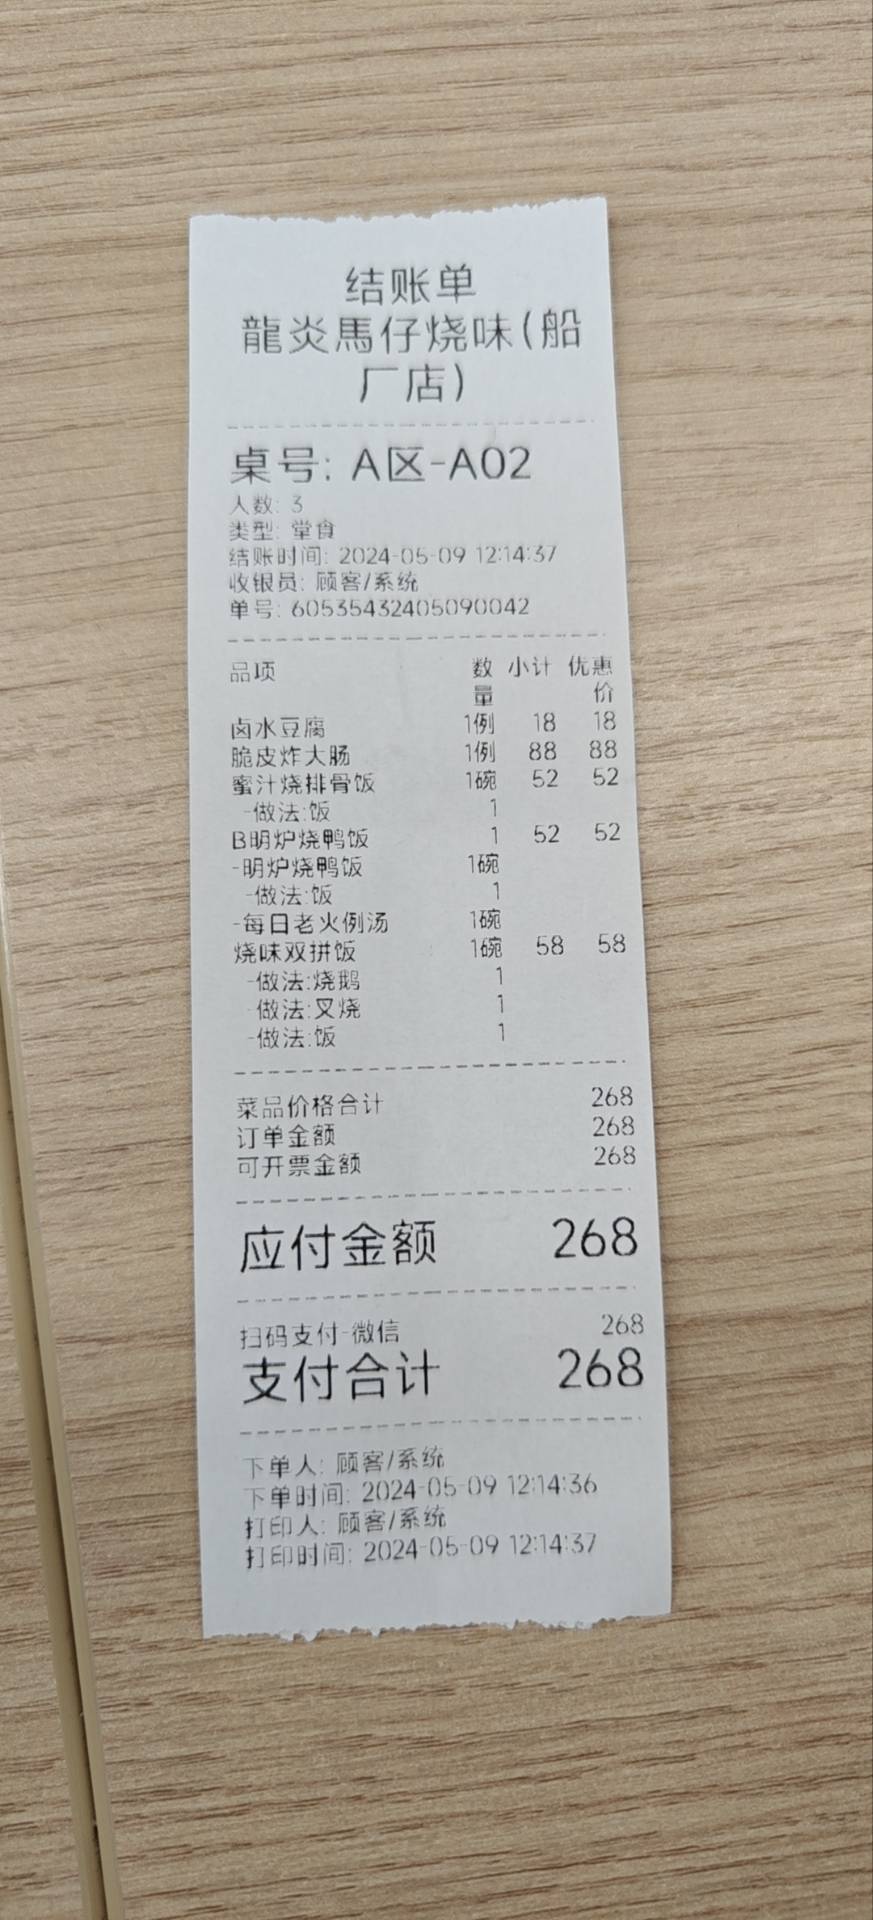 结账单
龍炎馬仔烧味(船
厂店)
桌号: A区-A02
人数: 3
类型: 堂食
结账时间: 2024-05-09 12:14:37
收银员: 顾客/系统
单号: 605354432405090042
品项 数 小计 优惠
量 价
卤水豆腐 1例 18 18
脆皮炸大肠 1例 88 88
蜜汁烧排骨饭 1碗 52 52
-做法:饭 1
B明炉烧鸭饭 1 52 52
-明炉烧鸭饭 1碗
-做法:饭 1
-每日老火例汤 1碗
烧味双拼饭 1碗 58 58
-做法:烧鹅 1
-做法:叉烧 1
-做法:饭 1
菜品价格合计 268
订单金额 268
可开票金额 268
应付金额 268
扫码支付-微信 268
支付合计 268
下单人: 顾客/系统
下单时间: 2024-05-09 12:14:36
打印人: 顾客/系统
打印时间: 2024-05-09 12:14:37